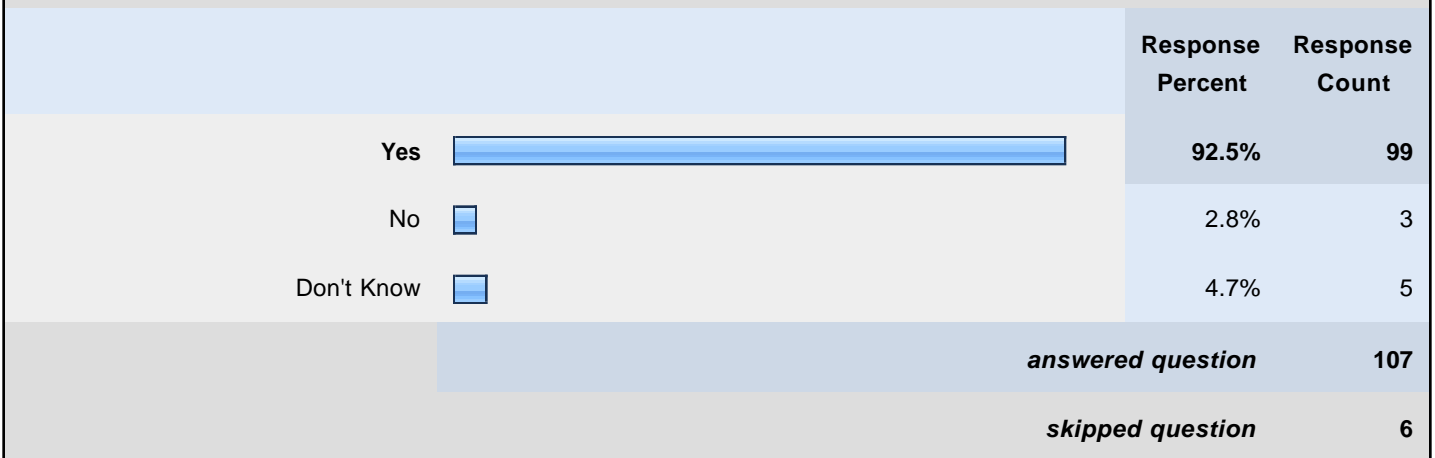 Response Response
Percent Count
Yes 92.5% 99
No 2.8% 3
Don't Know 4.7% 5
answered question 107
skipped question 6